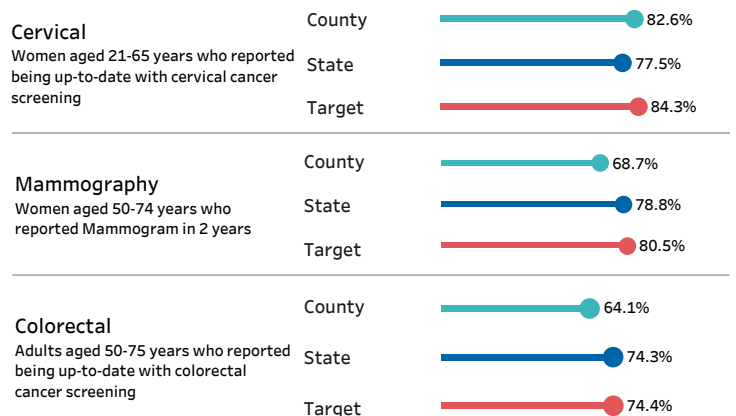 Cervical
Women aged 21-65 years who reported
being up-to-date with cervical cancer
screening
County
82.6%
State
77.5%
Target
84.3%
Mammography
Women aged 50-74 years who
reported Mammogram in 2 years
County
68.7%
State
78.8%
Target
80.5%
Colorectal
Adults aged 50-75 years who reported
being up-to-date with colorectal
cancer screening
County
64.1%
State
74.3%
Target
74.4%